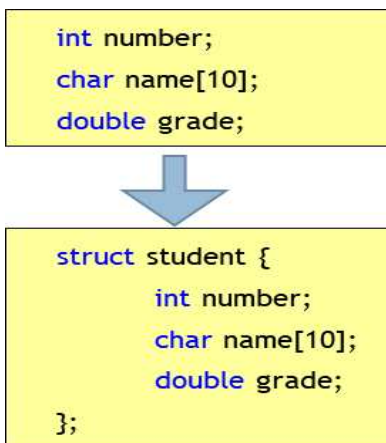 int number;
char name[10];
double grade;
struct student {
int number;
char name[10];
double grade;
};